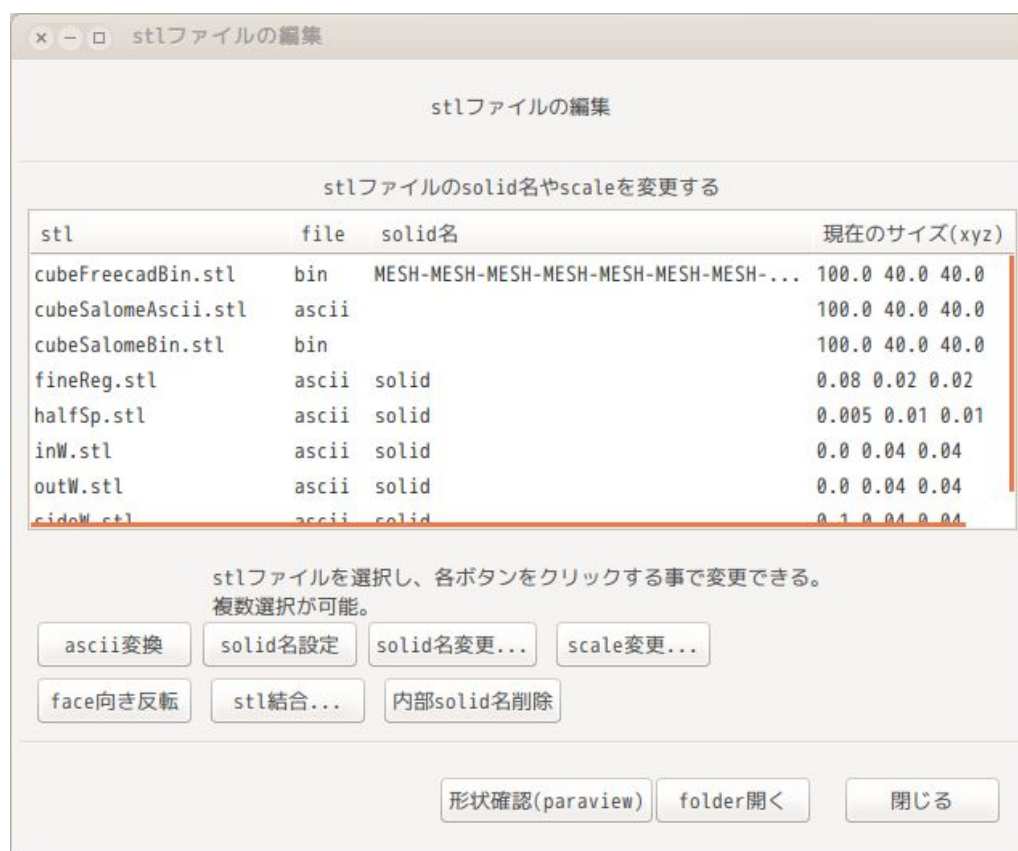 stlファイルの編集
stlファイルの編集
stlファイルのsolid名やscaleを変更する
stl file solid名 現在のサイズ(xyz)
cubeFreecadBin.stl bin MESH-MESH-MESH-MESH-MESH-MESH-MESH-... 100.0 40.0 40.0
cubeSalomeAscii.stl ascii 100.0 40.0 40.0
cubeSalomeBin.stl bin 100.0 40.0 40.0
fineReg.stl ascii solid 0.08 0.02 0.02
halfSp.stl ascii solid 0.005 0.01 0.01
inW.stl ascii solid 0.0 0.04 0.04
outW.stl ascii solid 0.0 0.04 0.04
sideW.stl ascii solid 0.1 0.04 0.04
stlファイルを選択し、各ボタンをクリックする事で変更できる。
複数選択が可能。
ascii変換 solid名設定 solid名変更... scale変更...
face向き反転 stl結合... 内部solid名削除
形状確認(paraview) folder開く 閉じる